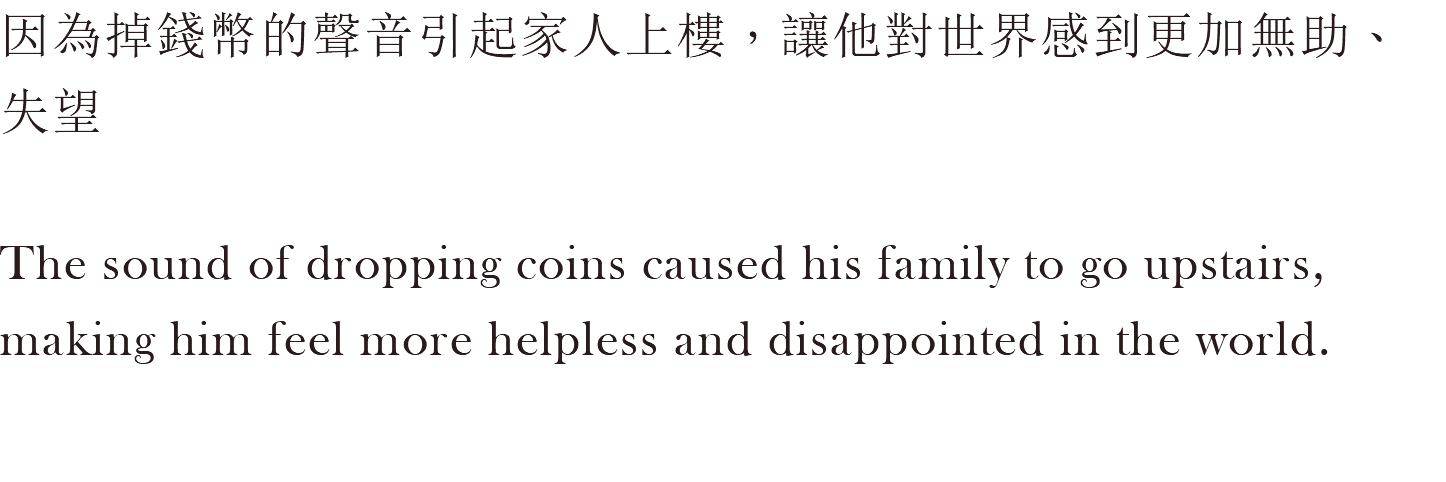 因為掉錢幣的聲音引起家人上樓，讓他對世界感到更加無助、
失望
The sound of dropping coins caused his family to go upstairs,
making him feel more helpless and disappointed in the world.